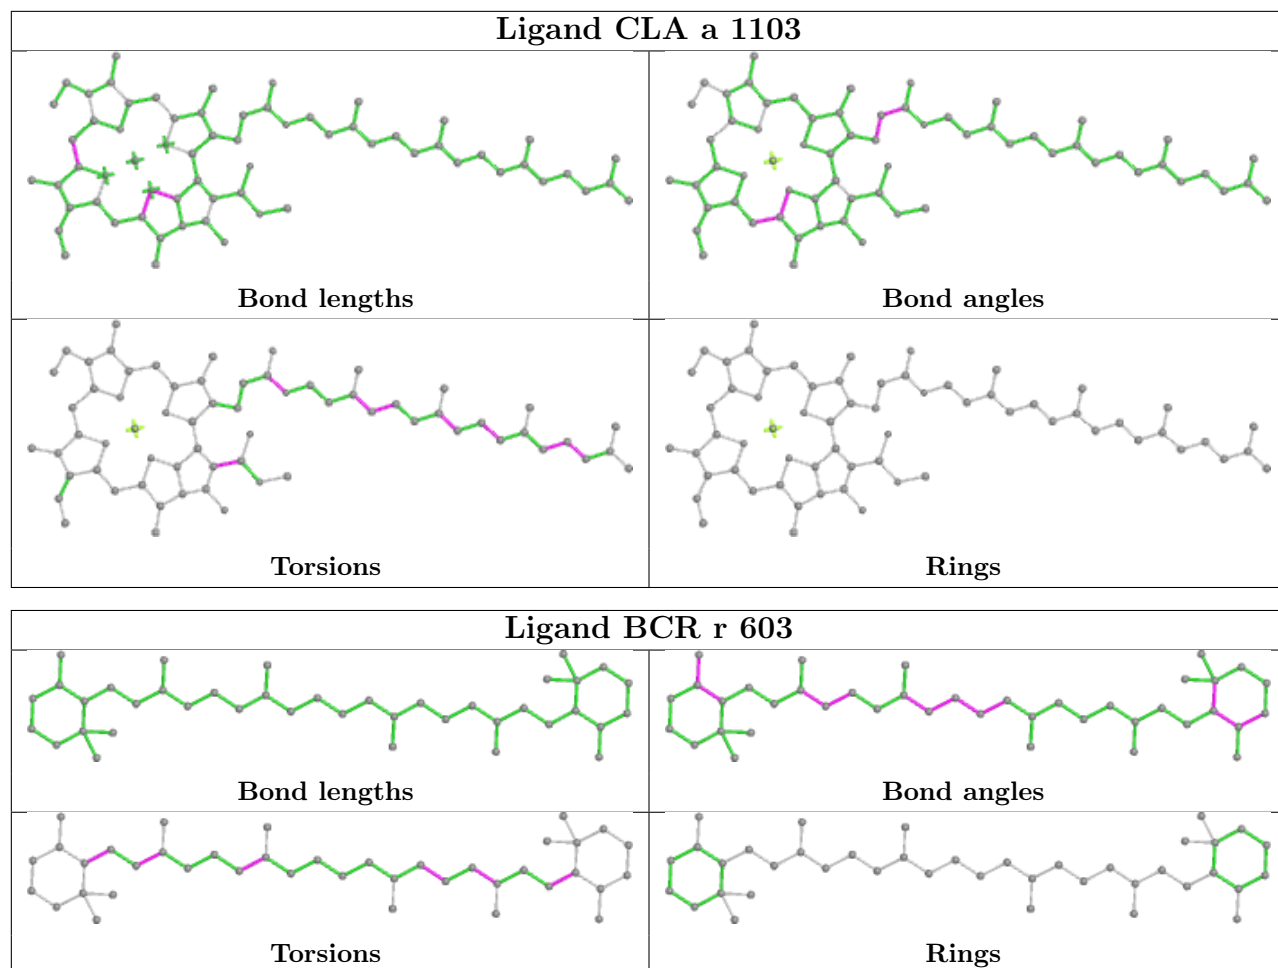 Ligand CLA a 1103
Bond lengths
Bond angles
Torsions
Rings
Ligand BCR r 603
Bond lengths
Bond angles
Torsions
Rings